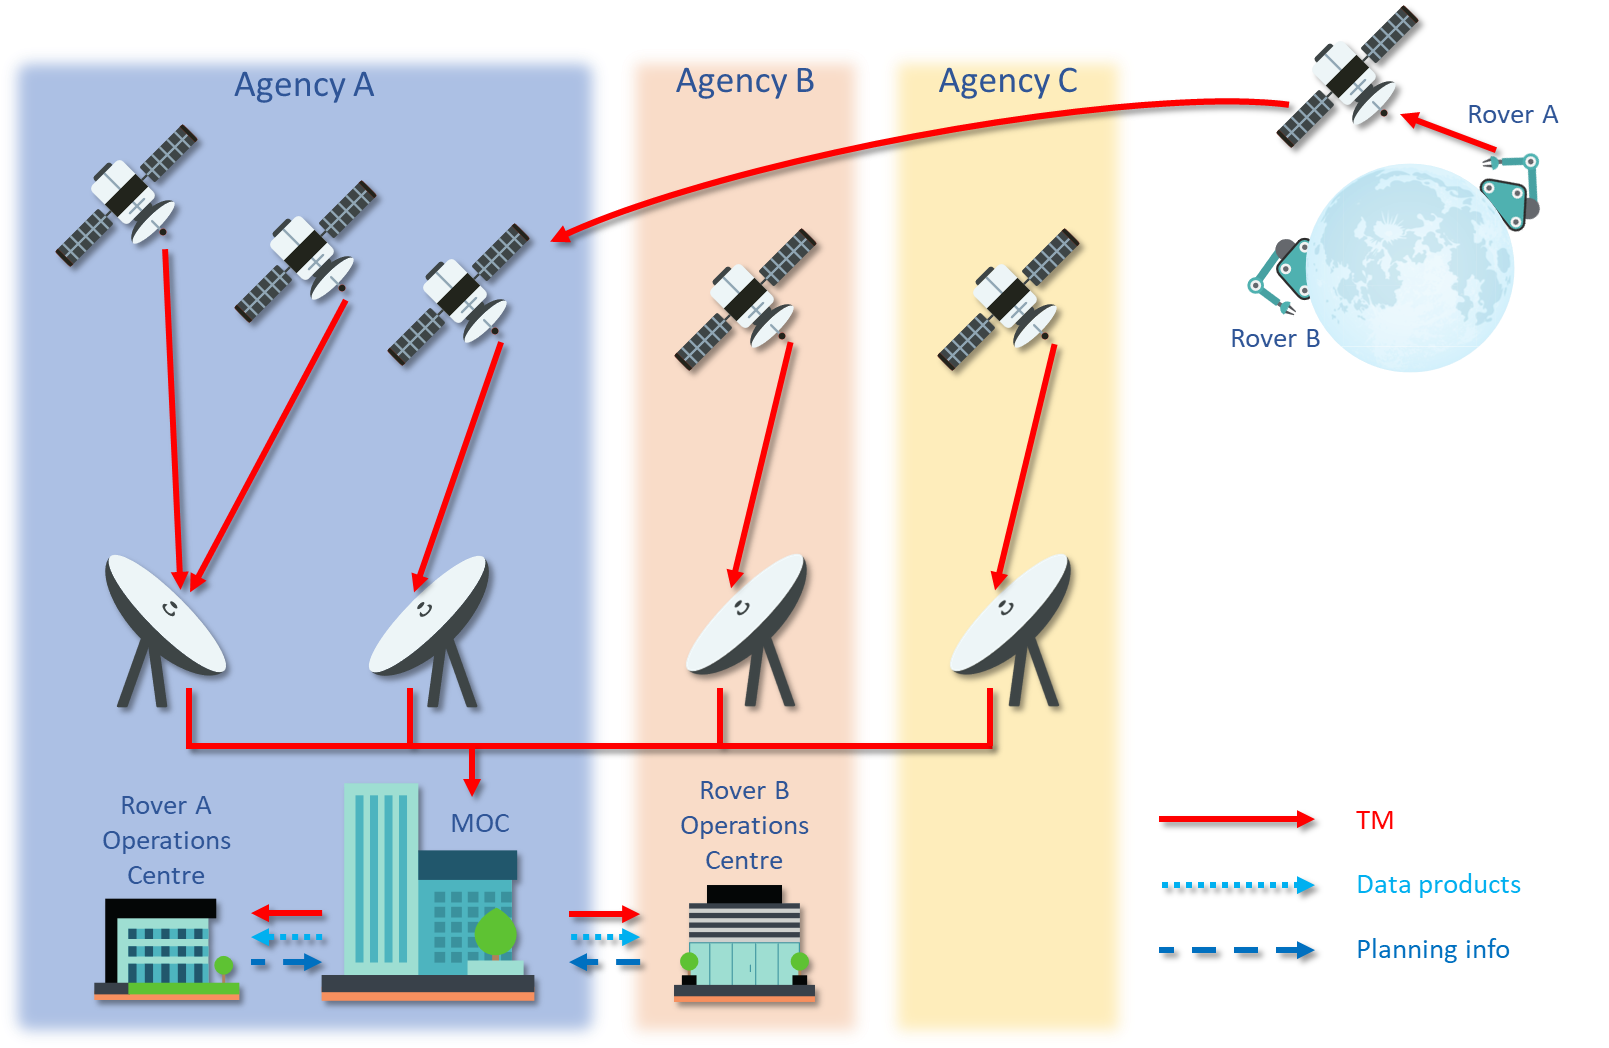 Agency A
Agency B
Agency C
Rover A
Rover B
Rover A
Operations
Centre
MOC
Rover B
Operations
Centre
TM
Data products
Planning info